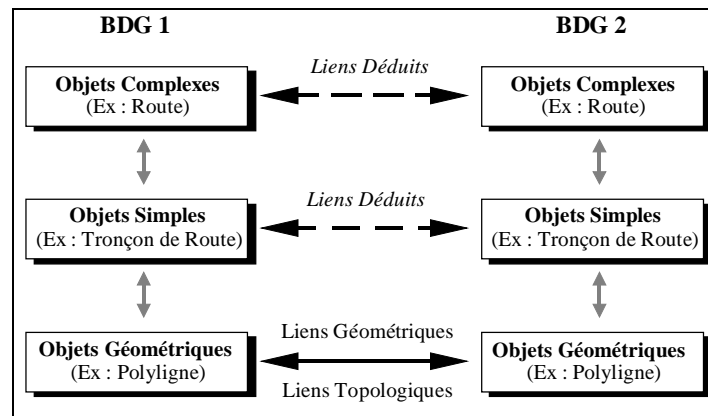 BDG 1
BDG 2
Objets Complexes
(Ex : Route)
Liens Déduits
Objets Complexes
(Ex : Route)
Objets Simples
(Ex : Tronçon de Route)
Liens Déduits
Objets Simples
(Ex : Tronçon de Route)
Objets Géométriques
(Ex : Polyligne)
Liens Géométriques
Liens Topologiques
Objets Géométriques
(Ex : Polyligne)